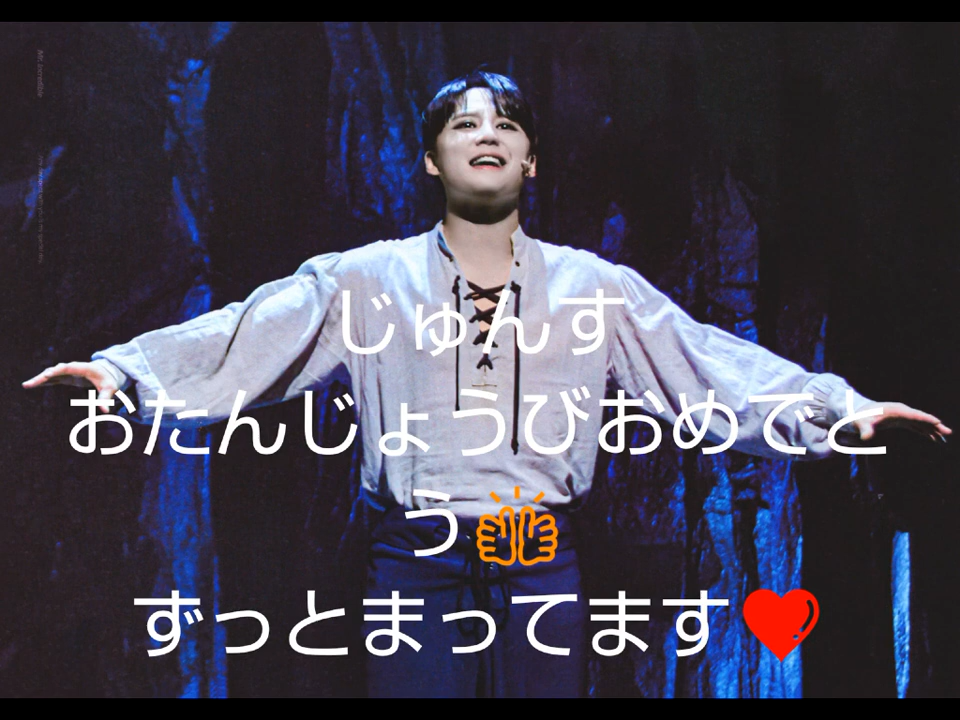 じゅんす
おたんじょうびおめでと
う👏
ずっとまってます❤